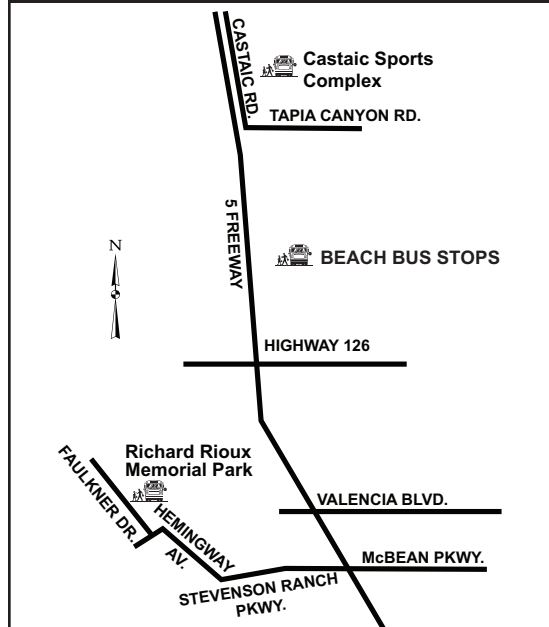 CASTAIC RD.
Castaic Sports
Complex
TAPIA CANYON RD.
5 FREEWAY
N
BEACH BUS STOPS
HIGHWAY 126
Richard Rioux
Memorial Park
FAULKNER DR.
HEMINGWAY
AV.
VALENCIA BLVD.
McBEAN PKWY.
STEVENSON RANCH
PKWY.